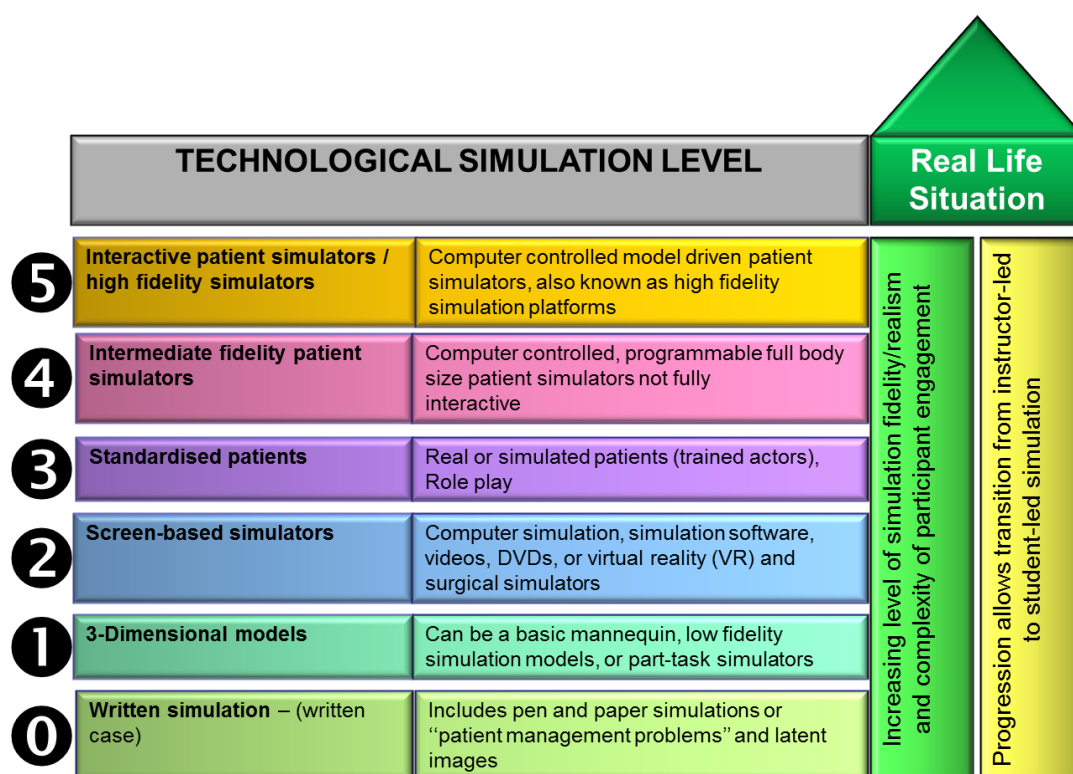 TECHNOLOGICAL SIMULATION LEVEL
Real Life
Situation
5
Interactive patient simulators /
high fidelity simulators
Computer controlled model driven patient
simulators, also known as high fidelity
simulation platforms
4
Intermediate fidelity patient
simulators
Computer controlled, programmable full body
size patient simulators not fully
interactive
3
Standardised patients
Real or simulated patients (trained actors),
Role play
2
Screen-based simulators
Computer simulation, simulation software,
videos, DVDs, or virtual reality (VR) and
surgical simulators
1
3-Dimensional models
Can be a basic mannequin, low fidelity
simulation models, or part-task simulators
0
Written simulation – (written
case)
Includes pen and paper simulations or
‘‘patient management problems’’ and latent
images
Increasing level of simulation fidelity/realism
and complexity of participant engagement
Progression allows transition from instructor-led
to student-led simulation